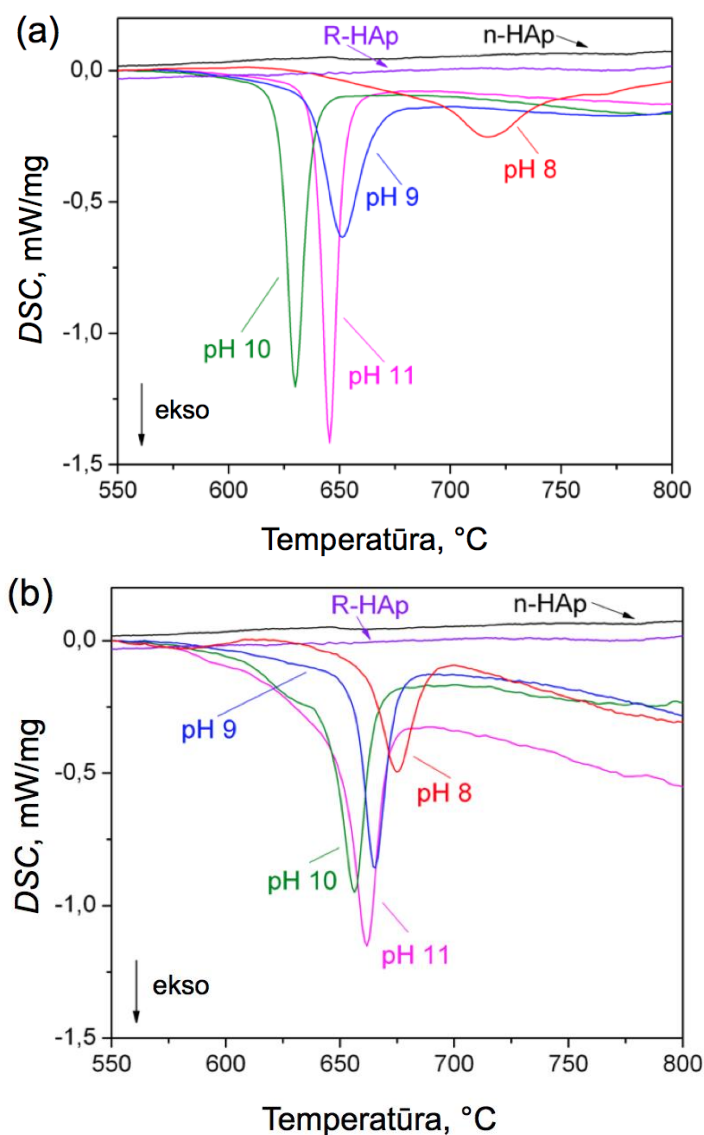 (a)
n-HAp
R-HAp
0,0
pH 8
-0,5
pH 9
DSC, mW/mg
-1,0
pH 10
pH 11
ekso
-1,5
550 600 650 700 750 800
Temperatūra, °C
(b)
n-HAp
R-HAp
0,0
pH 9
-0,5
pH 8
DSC, mW/mg
pH 10
-1,0
pH 11
ekso
-1,5
550 600 650 700 750 800
Temperatūra, °C